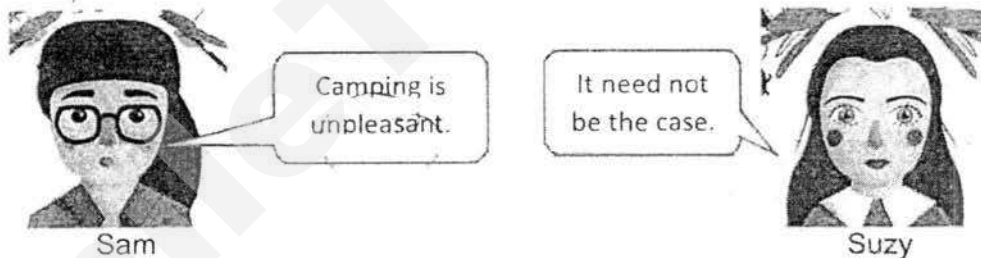 Camping is
unpleasant.
It need not
be the case.
Sam
Suzy